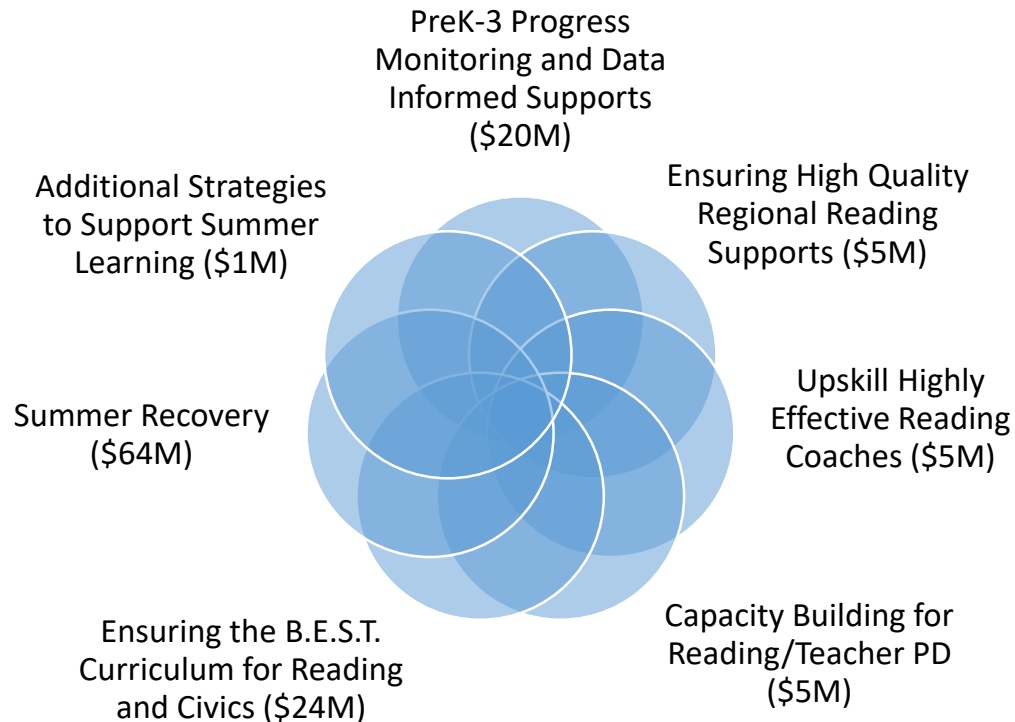 PreK-3 Progress
Monitoring and Data
Informed Supports
($20M)
Ensuring High Quality
Regional Reading
Supports ($5M)
Upskill Highly
Effective Reading
Coaches ($5M)
Capacity Building for
Reading/Teacher PD
($5M)
Ensuring the B.E.S.T.
Curriculum for Reading
and Civics ($24M)
Summer Recovery
($64M)
Additional Strategies
to Support Summer
Learning ($1M)